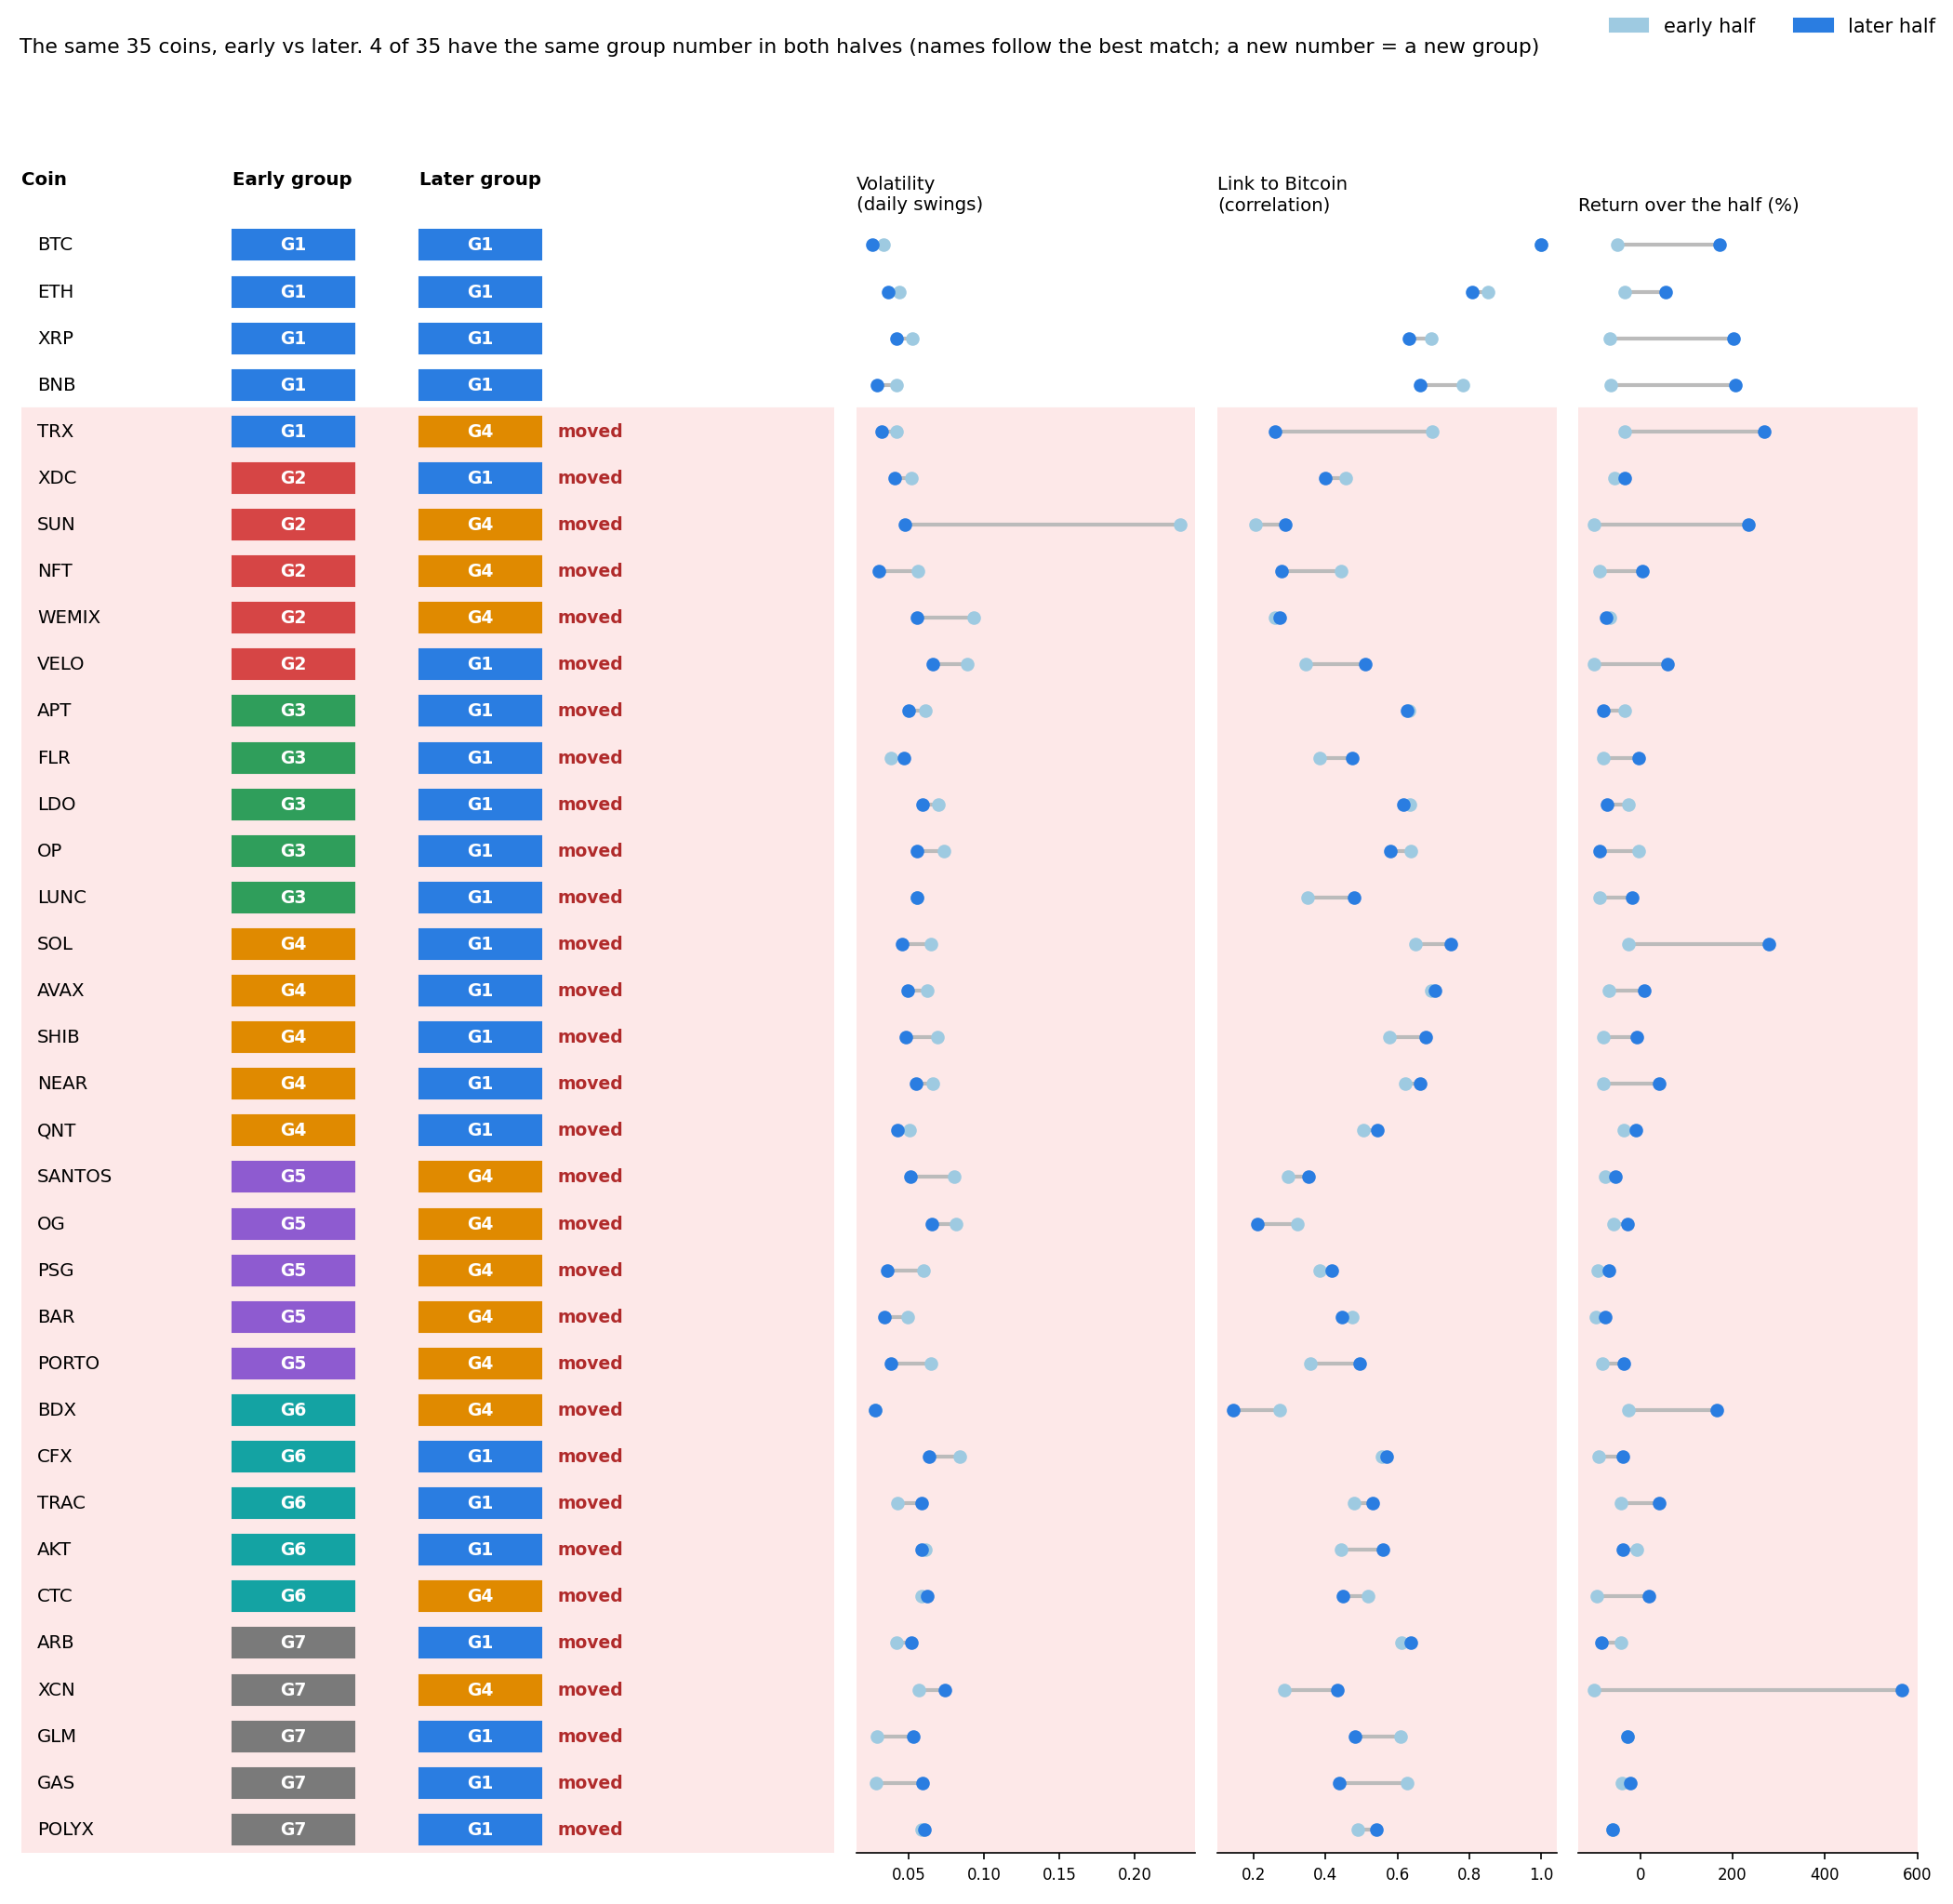 early half later half
The same 35 coins, early vs later. 4 of 35 have the same group number in both halves (names follow the best match; a new number = a new group)
Coin Early group Later group
Volatility
(daily swings)
Link to Bitcoin
(correlation)
Return over the half (%)
BTC G1 G1
ETH G1 G1
XRP G1 G1
BNB G1 G1
TRX G1 G4 moved
XDC G2 G1 moved
SUN G2 G4 moved
NFT G2 G4 moved
WEMIX G2 G4 moved
VELO G2 G1 moved
APT G3 G1 moved
FLR G3 G1 moved
LDO G3 G1 moved
OP G3 G1 moved
LUNC G3 G1 moved
SOL G4 G1 moved
AVAX G4 G1 moved
SHIB G4 G1 moved
NEAR G4 G1 moved
QNT G4 G1 moved
SANTOS G5 G4 moved
OG G5 G4 moved
PSG G5 G4 moved
BAR G5 G4 moved
PORTO G5 G4 moved
BDX G6 G4 moved
CFX G6 G1 moved
TRAC G6 G1 moved
AKT G6 G1 moved
CTC G6 G4 moved
ARB G7 G1 moved
XCN G7 G4 moved
GLM G7 G1 moved
GAS G7 G1 moved
POLYX G7 G1 moved
0.05 0.10 0.15 0.20 0.2 0.4 0.6 0.8 1.0 0 200 400 600